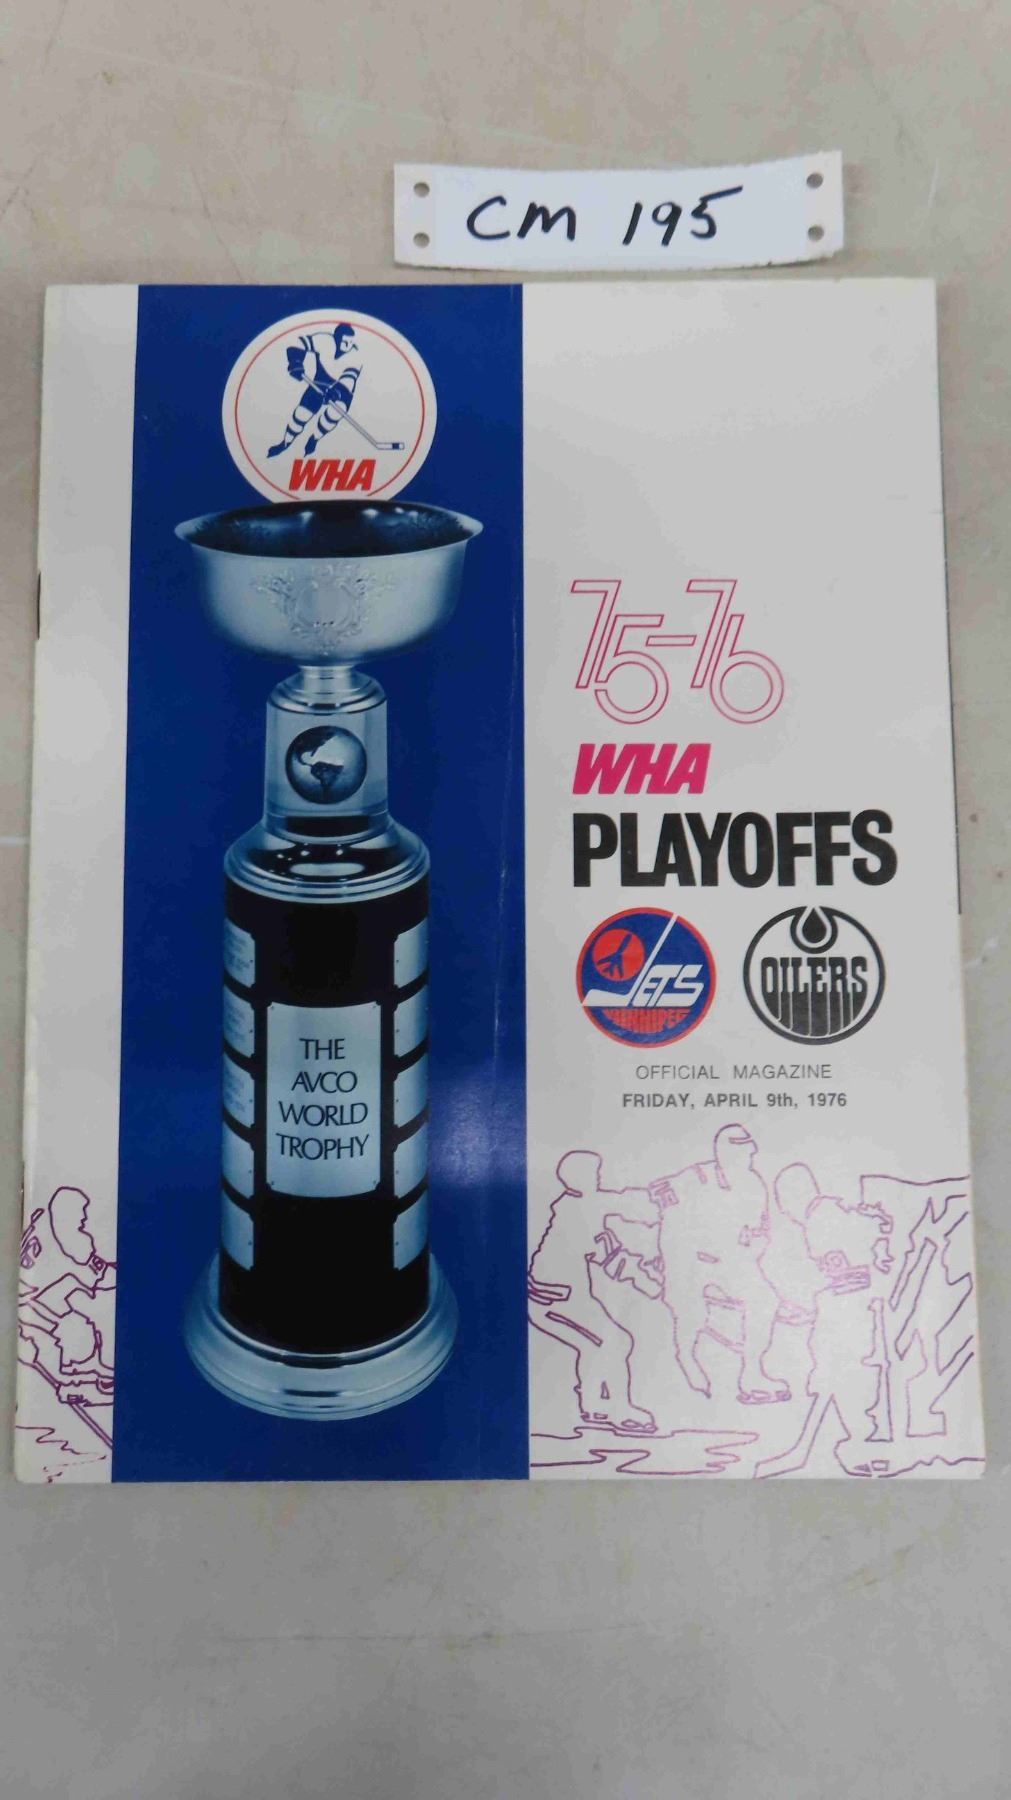 CM 195
WHA
75-76
WHA
PLAYOFFS
JETS
WINNIPEG
OILERS
OFFICIAL MAGAZINE
FRIDAY, APRIL 9th, 1976
THE
AVCO
WORLD
TROPHY